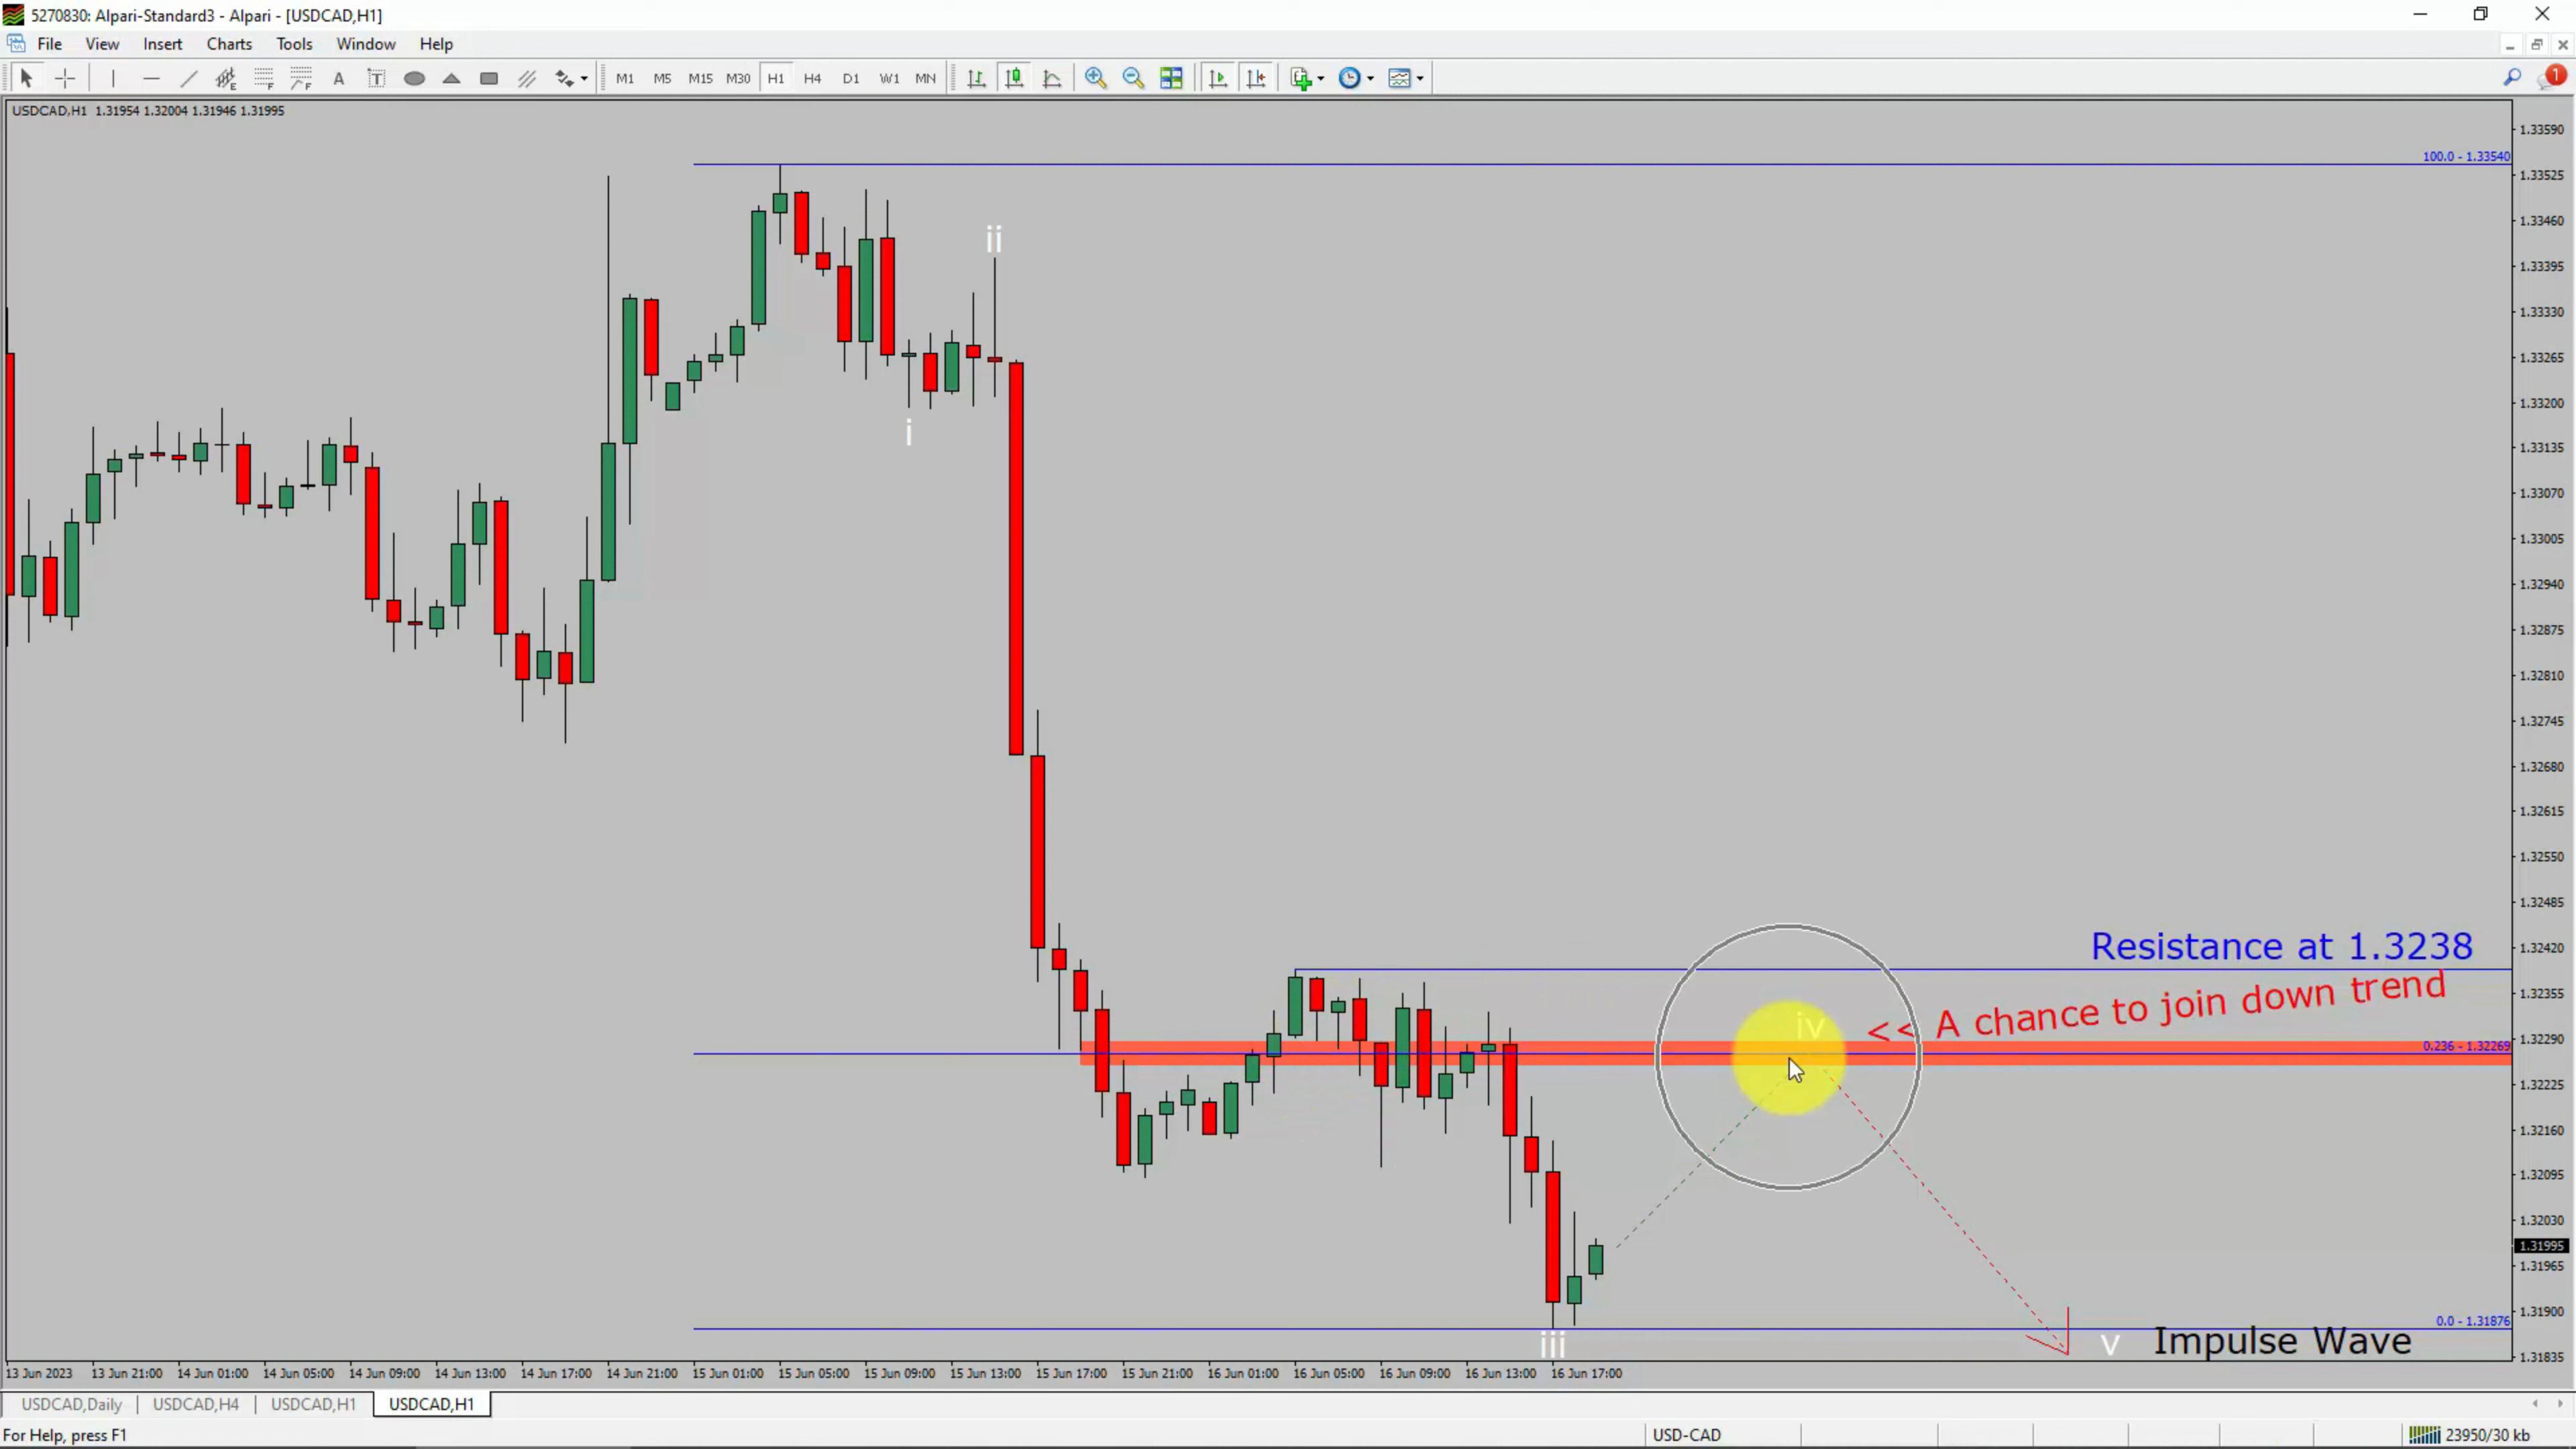 5270830: Alpari-Standard3 - Alpari - [USDCAD,H1]
File View Insert Charts Tools Window Help
A T M1 M5 M15 M30 H1 H4 D1 W1 MN 1
USDCAD,H1 1.31954 1.32004 1.31946 1.31995
1.33590
100.0 - 1.33540
1.33525
1.33460
ii
1.33395
1.33330
1.33265
1.33200
i
1.33135
1.33070
1.33005
1.32940
1.32875
1.32810
1.32745
1.32680
1.32615
1.32550
1.32485
Resistance at 1.3238
1.32420
<< A chance to join down trend
1.32355
iv
1.32290
0.236 - 1.32269
1.32225
1.32160
1.32095
1.32030
1.31995
1.31965
1.31900
0.0 - 1.31876
iii
v Impulse Wave
1.31835
13 Jun 2023 13 Jun 21:00 14 Jun 01:00 14 Jun 05:00 14 Jun 09:00 14 Jun 13:00 14 Jun 17:00 14 Jun 21:00 15 Jun 01:00 15 Jun 05:00 15 Jun 09:00 15 Jun 13:00 15 Jun 17:00 15 Jun 21:00 16 Jun 01:00 16 Jun 05:00 16 Jun 09:00 16 Jun 13:00 16 Jun 17:00
USDCAD,Daily USDCAD,H4 USDCAD,H1 USDCAD,H1
For Help, press F1 USD-CAD 23950/30 kb